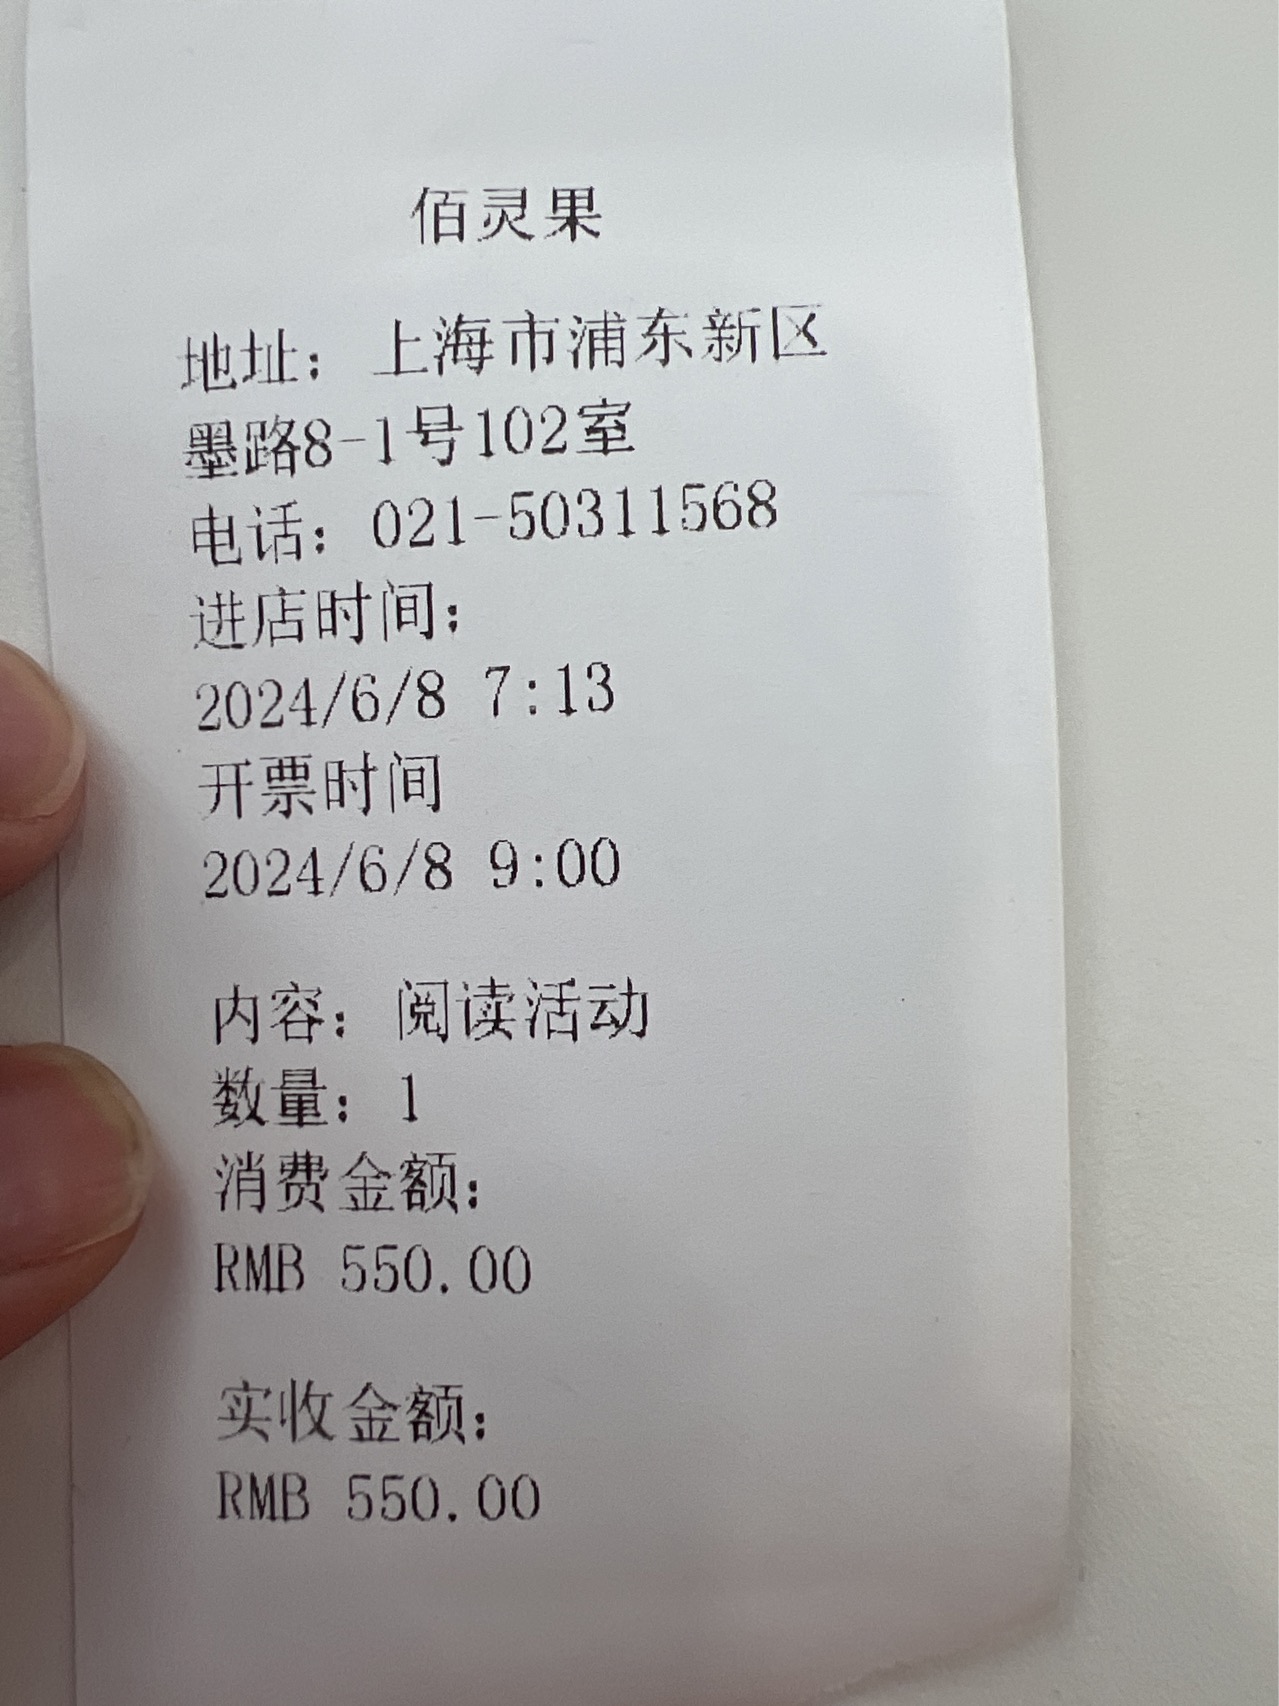 佰灵果
地址：上海市浦东新区
墨路8-1号102室
电话：021-50311568
进店时间：
2024/6/8 7:13
开票时间
2024/6/8 9:00
内容：阅读活动
数量：1
消费金额：
RMB 550.00
实收金额：
RMB 550.00